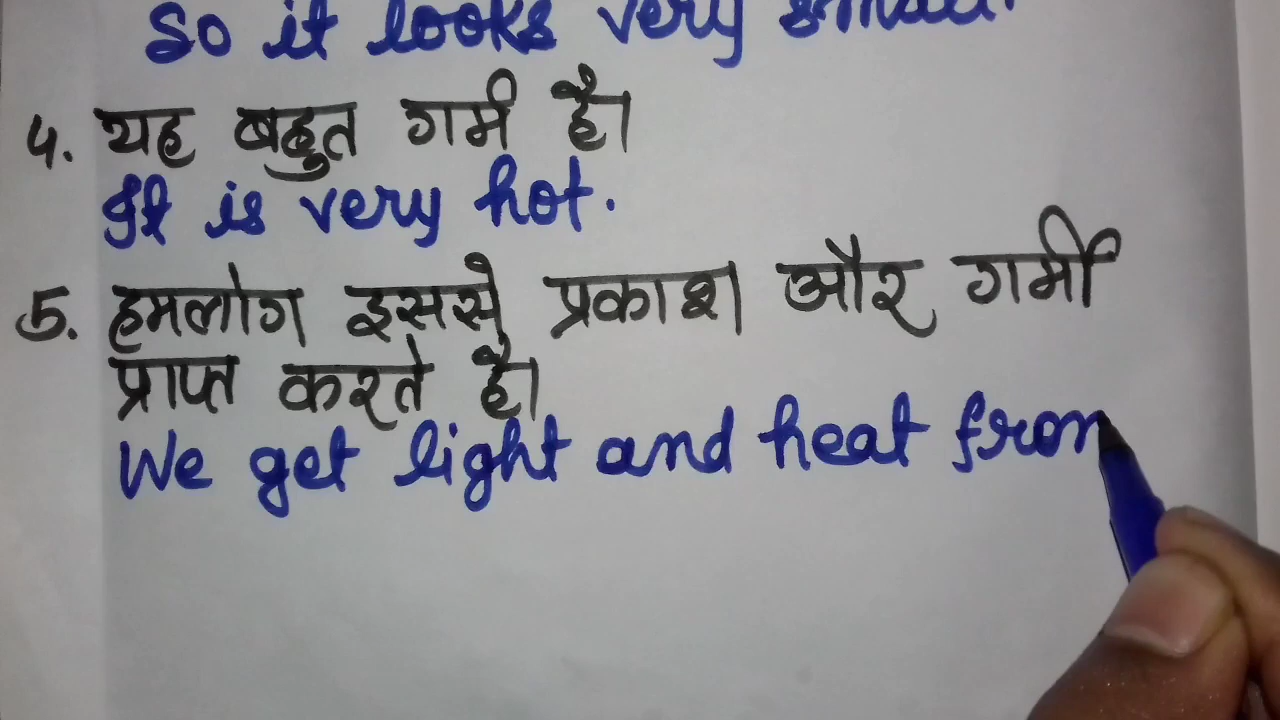 So it looks very small.
4. यह बहुत गर्म है।
It is very hot.
5. हमलोग इससे प्रकाश और गर्मी
प्राप्त करते है।
We get light and heat from